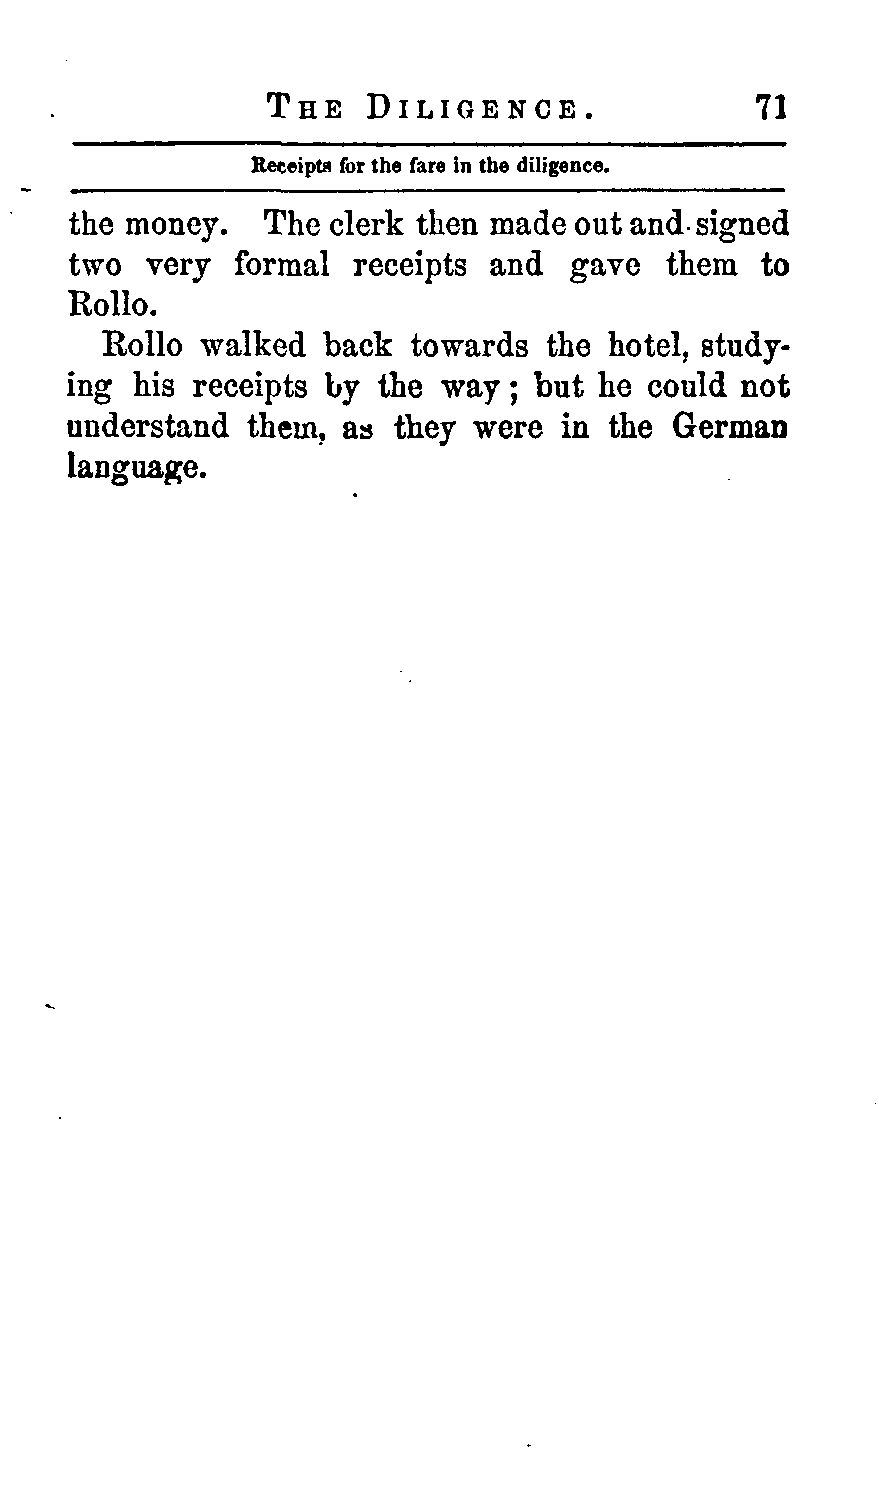 THE DILIGENCE. 71
Receipts for the fare in the diligence.
the money. The clerk then made out and signed
two very formal receipts and gave them to
Rollo.
Rollo walked back towards the hotel, study-
ing his receipts by the way; but he could not
understand them, as they were in the German
language.